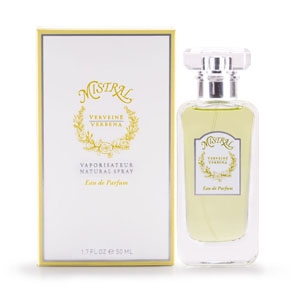 MISTRAL
VERVEINE
VERBENA
VAPORISATEUR
NATURAL SPRAY
Eau de Parfum
1.7 FL OZ e 50 ML
MISTRAL
VERVEINE
VERBENA
Eau de Parfum